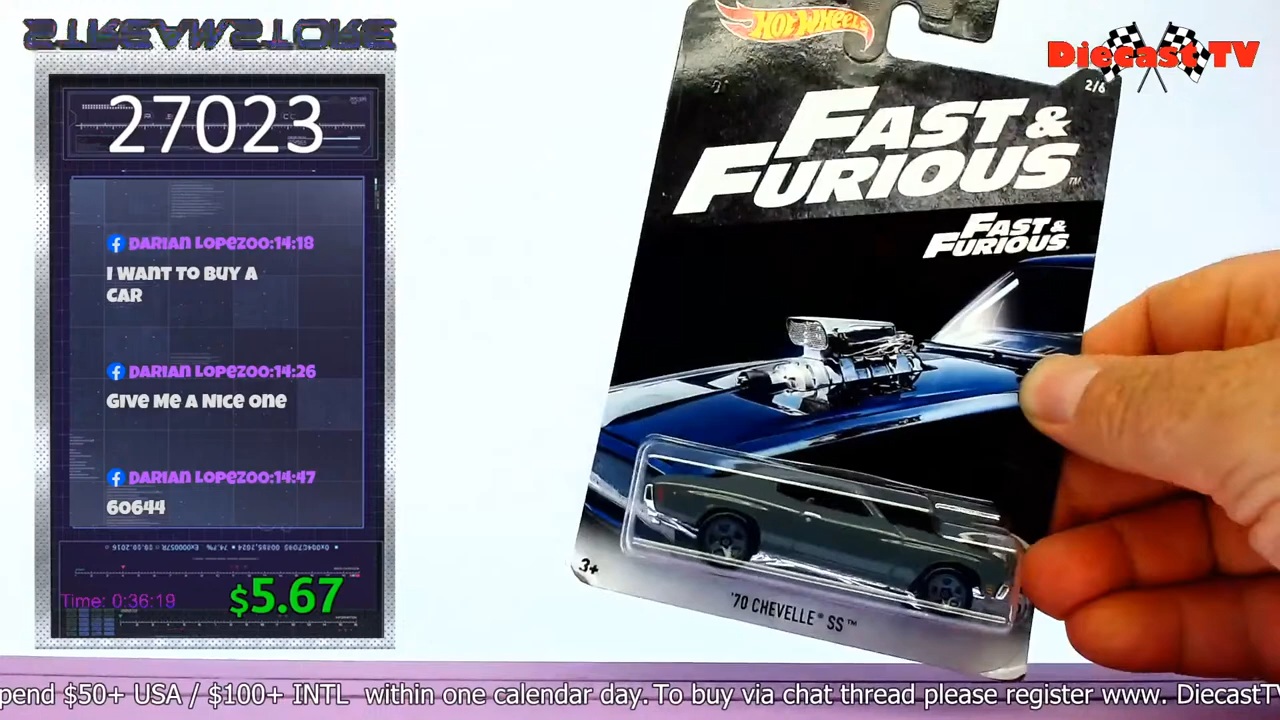 27023
DARIAN LOPEZ00:14:18
I WANT TO BUY A
CAR
DARIAN LOPEZ00:14:26
GIVE ME A NICE ONE
DARIAN LOPEZ00:14:47
60644
Time: 0:36:19
$5.67
Hot Wheels
2/6
FAST &
FURIOUS™
FAST &
FURIOUS
3+
'70 CHEVELLE® SS™
Diecast TV
pend $50+ USA / $100+ INTL within one calendar day. To buy via chat thread please register www. DiecastT